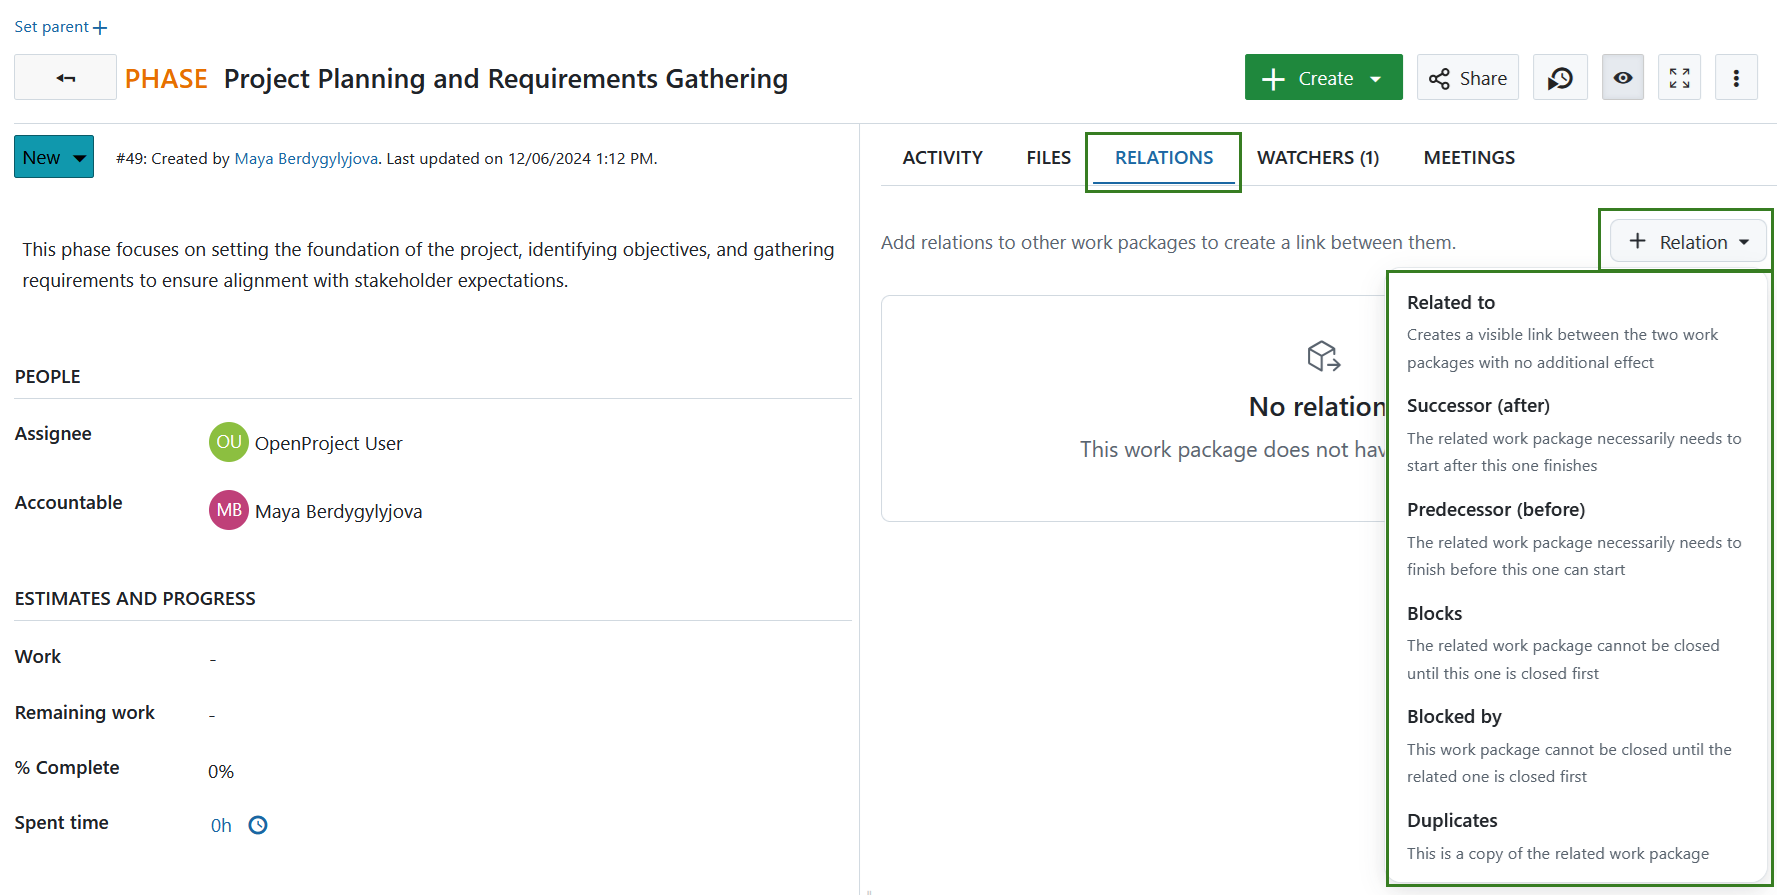 Set parent
PHASE Project Planning and Requirements Gathering
Create
Share
New
#49: Created by Maya Berdygylyjova. Last updated on 12/06/2024 1:12 PM.
This phase focuses on setting the foundation of the project, identifying objectives, and gathering
requirements to ensure alignment with stakeholder expectations.
PEOPLE
Assignee
OU OpenProject User
Accountable
MB Maya Berdygylyjova
ESTIMATES AND PROGRESS
Work
-
Remaining work
-
% Complete
0%
Spent time
0h
ACTIVITY FILES RELATIONS WATCHERS (1) MEETINGS
Add relations to other work packages to create a link between them.
+ Relation
No relation
This work package does not hav
Related to
Creates a visible link between the two work
packages with no additional effect
Successor (after)
The related work package necessarily needs to
start after this one finishes
Predecessor (before)
The related work package necessarily needs to
finish before this one can start
Blocks
The related work package cannot be closed
until this one is closed first
Blocked by
This work package cannot be closed until the
related one is closed first
Duplicates
This is a copy of the related work package